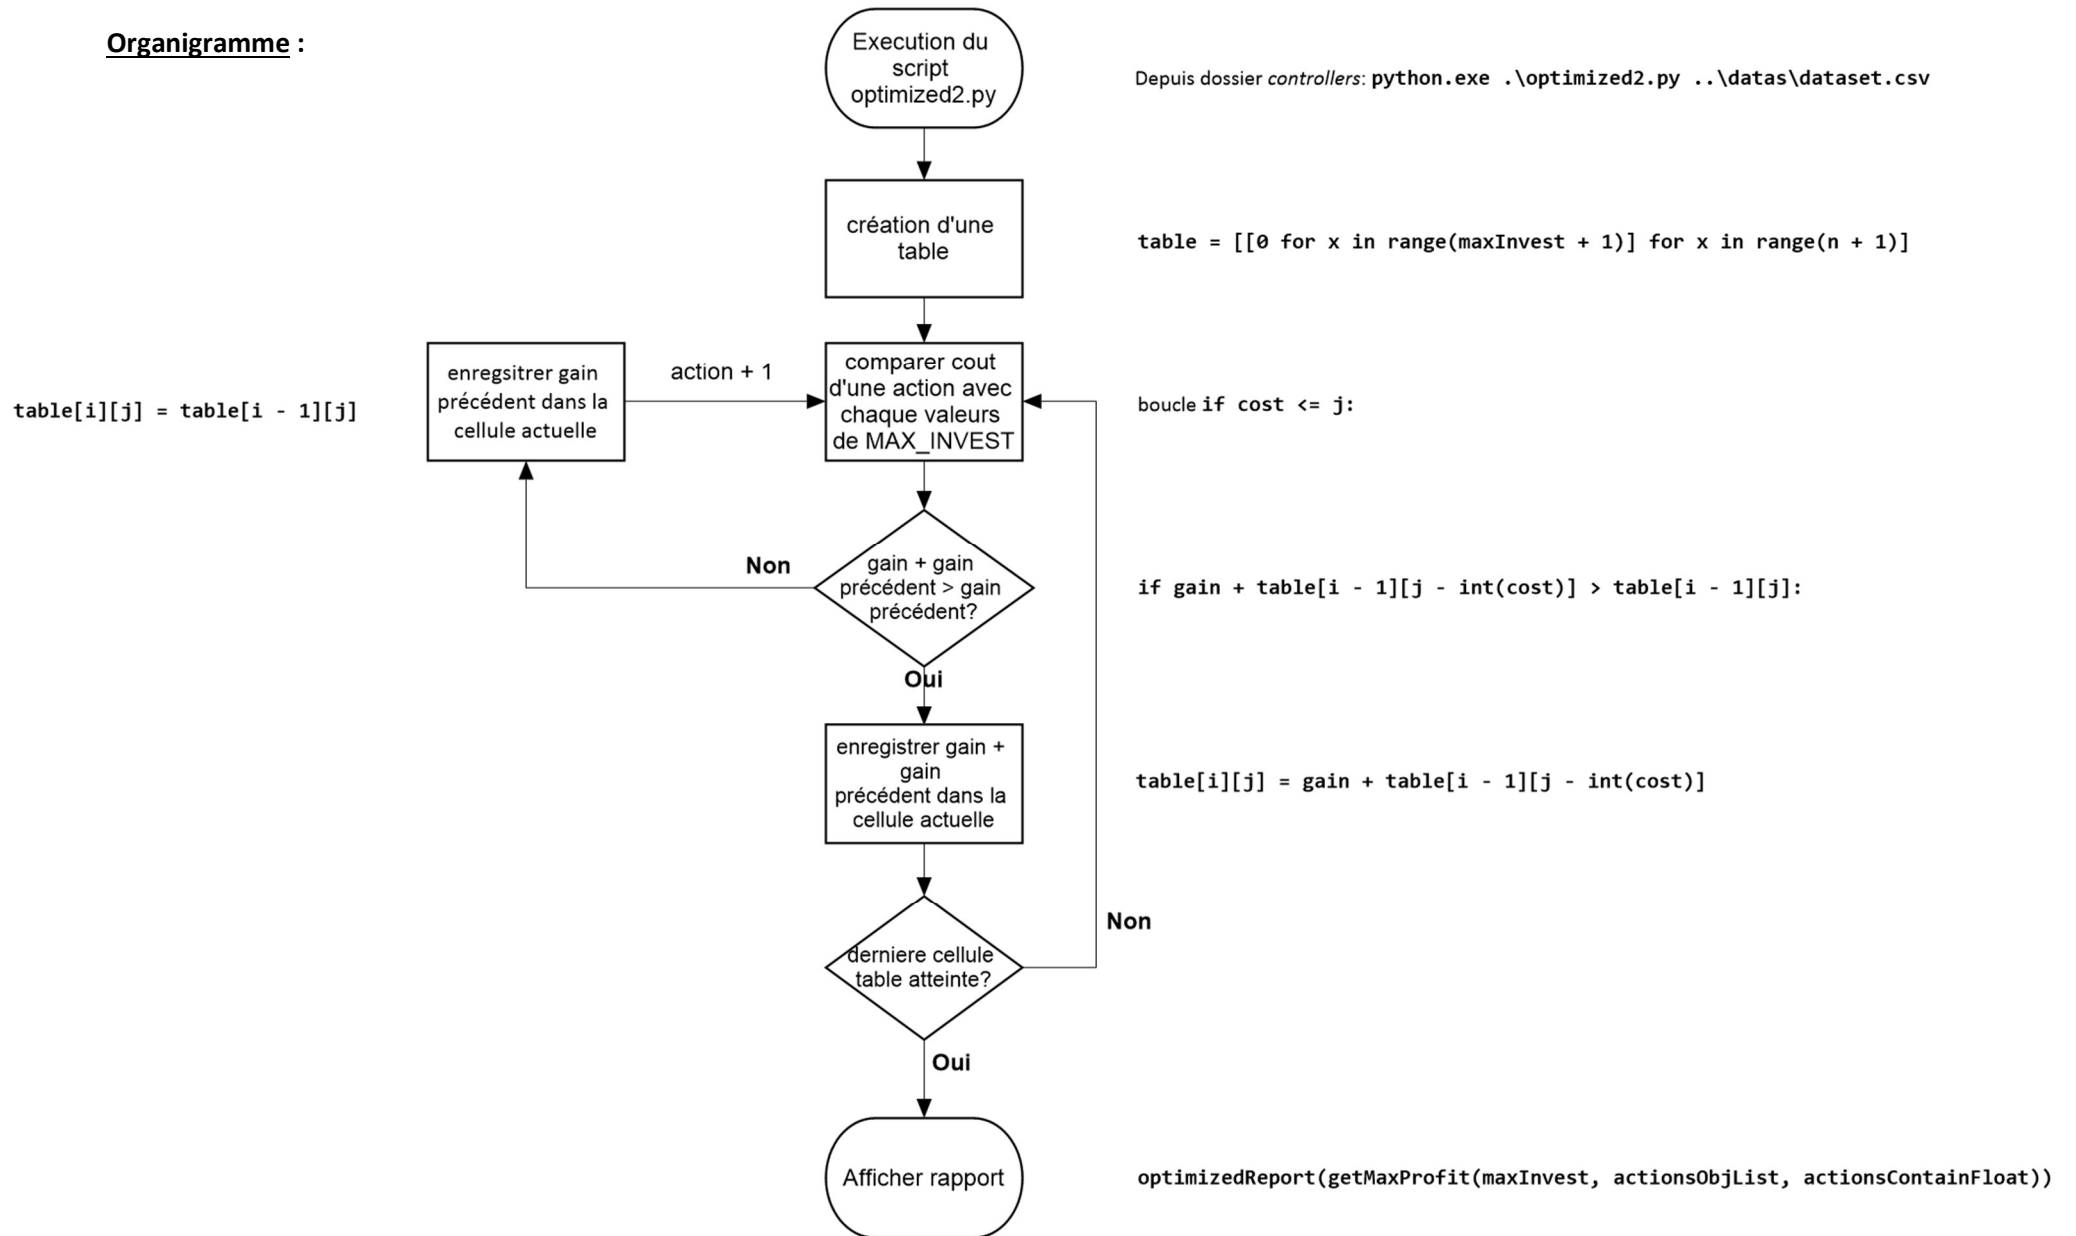 Organigramme :
Execution du
script
optimized2.py
Depuis dossier controllers: python.exe .\optimized2.py ..\datas\dataset.csv
création d'une
table
table = [[0 for x in range(maxInvest + 1)] for x in range(n + 1)]
table[i][j] = table[i - 1][j]
enregsitrer gain
précédent dans la
cellule actuelle
action + 1
comparer cout
d'une action avec
chaque valeurs
de MAX_INVEST
boucle if cost <= j:
Non
gain + gain
précédent > gain
précédent?
if gain + table[i - 1][j - int(cost)] > table[i - 1][j]:
Oui
enregistrer gain +
gain
précédent dans la
cellule actuelle
table[i][j] = gain + table[i - 1][j - int(cost)]
Non
derniere cellule
table atteinte?
Oui
Afficher rapport
optimizedReport(getMaxProfit(maxInvest, actionsObjList, actionsContainFloat))